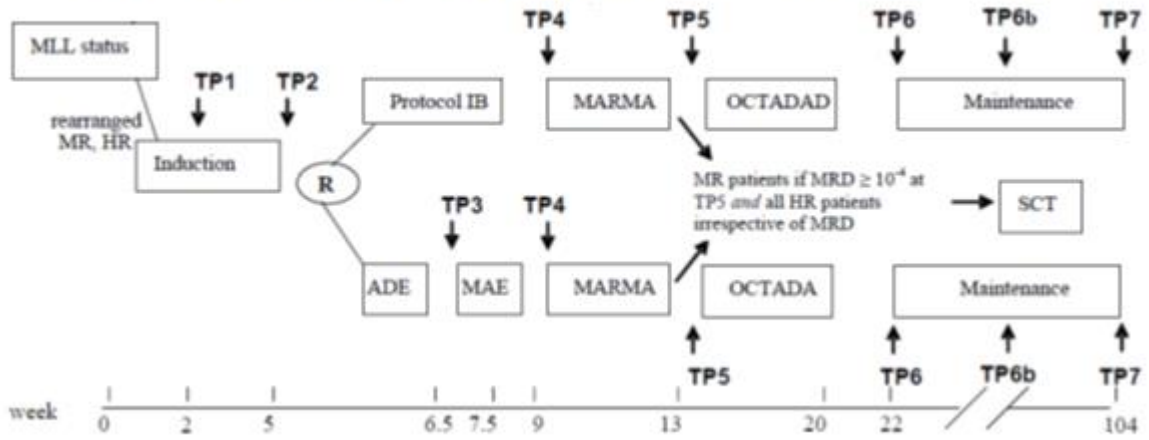 TP4
TP5
TP6
TP6b
TP7
MLL status
TP1
TP2
Protocol IB
MARMA
OCTADAD
Maintenance
rearranged
MR, HR
Induction
R
MR patients if MRD ≥ 10⁻⁴ at
TP5 and all HR patients
irrespective of MRD
SCT
TP3
TP4
ADE
MAE
MARMA
OCTADA
Maintenance
TP5
TP6
TP6b
TP7
week
0
2
5
6.5
7.5
9
13
20
22
104